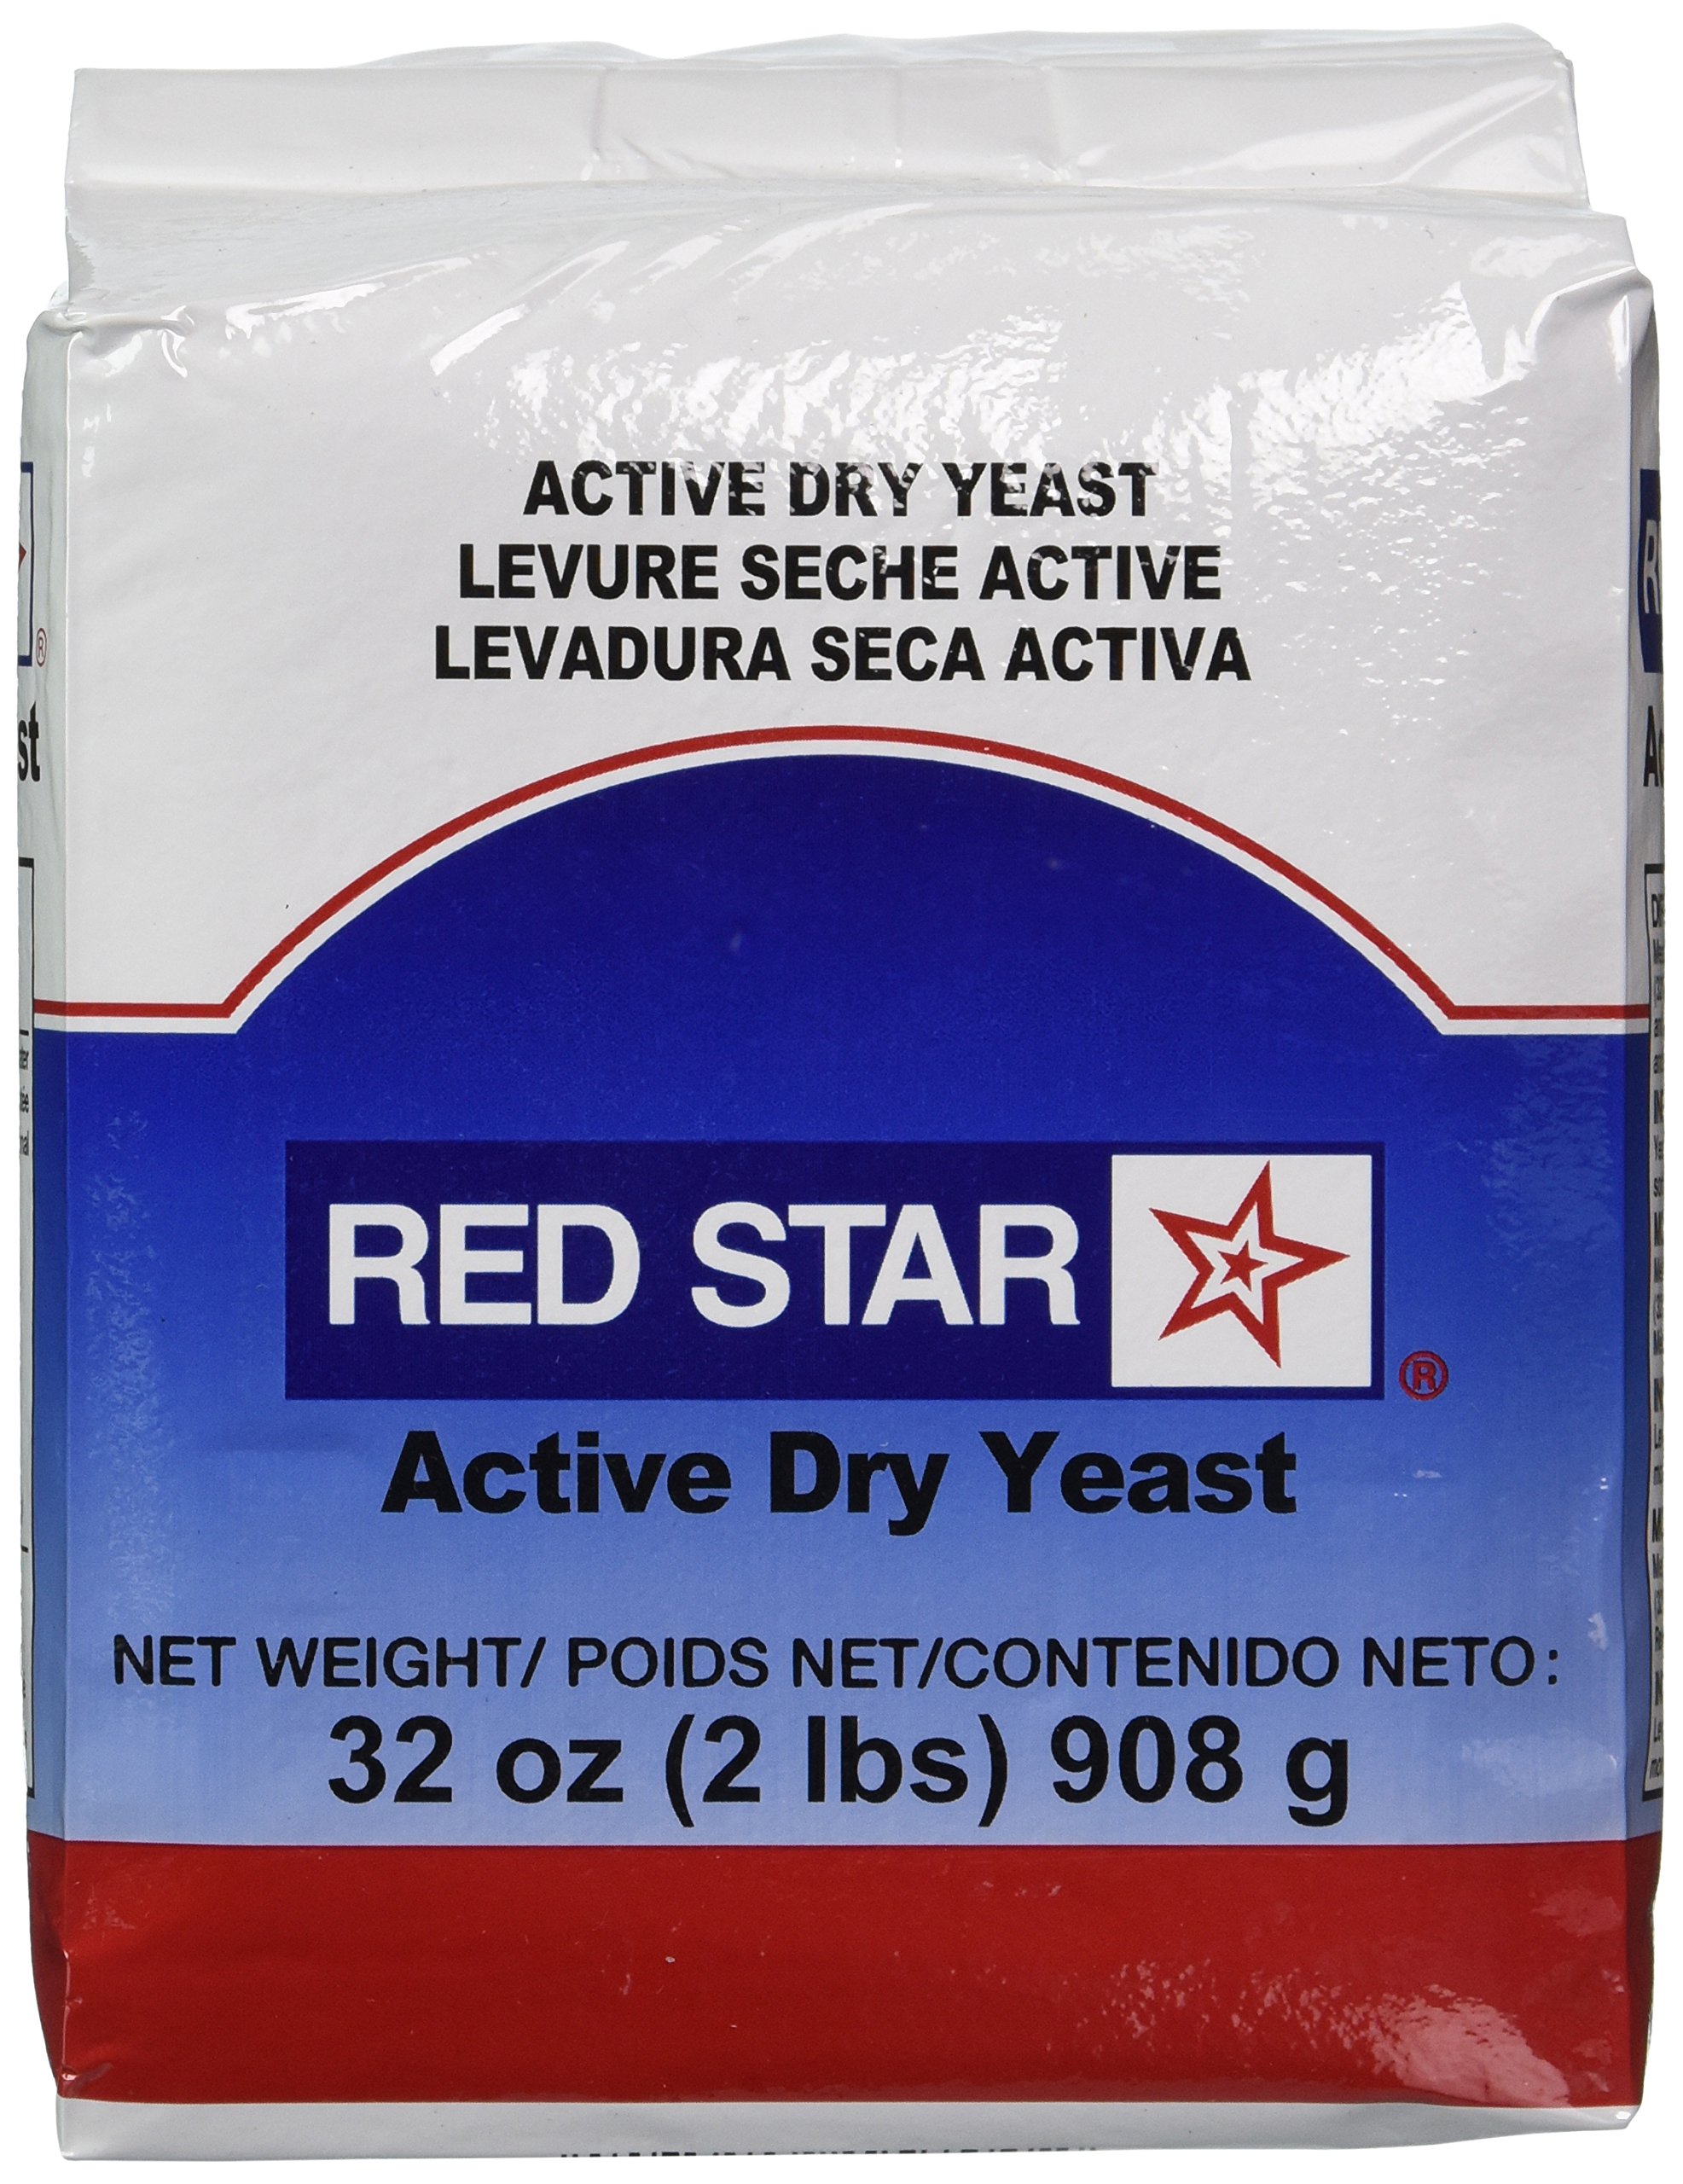 ACTIVE DRY YEAST
LEVURE SECHE ACTIVE
LEVADURA SECA ACTIVA
RED STAR
®
Active Dry Yeast
NET WEIGHT/ POIDS NET/CONTENIDO NETO:
32 oz (2 lbs) 908 g